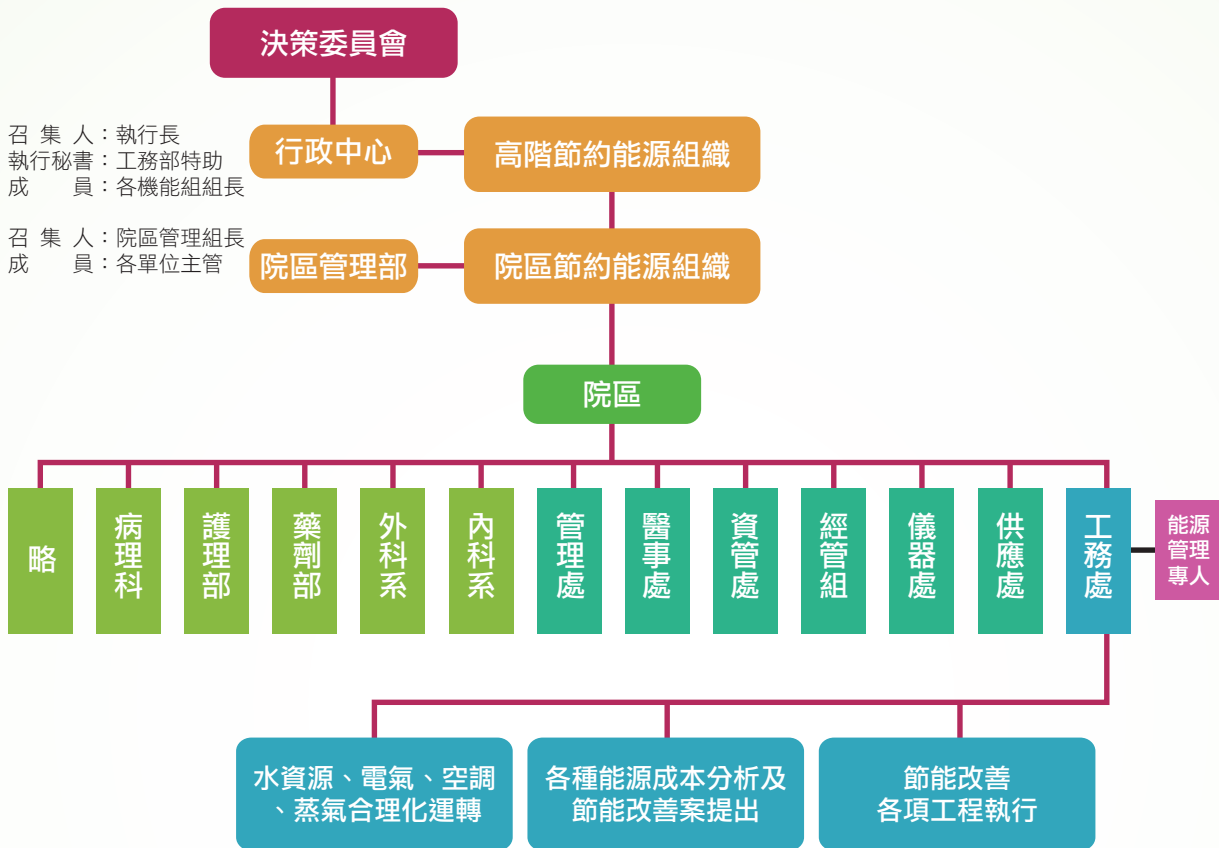 決策委員會
召集人：執行長
執行秘書：工務部特助
成員：各機能組組長
行政中心
高階節約能源組織
召集人：院區管理組長
成員：各單位主管
院區管理部
院區節約能源組織
院區
略
病理科
護理部
藥劑部
外科系
內科系
管理處
醫事處
資管處
經管組
儀器處
供應處
工務處
能源
管理
專人
水資源、電氣、空調
、蒸氣合理化運轉
各種能源成本分析及
節能改善案提出
節能改善
各項工程執行